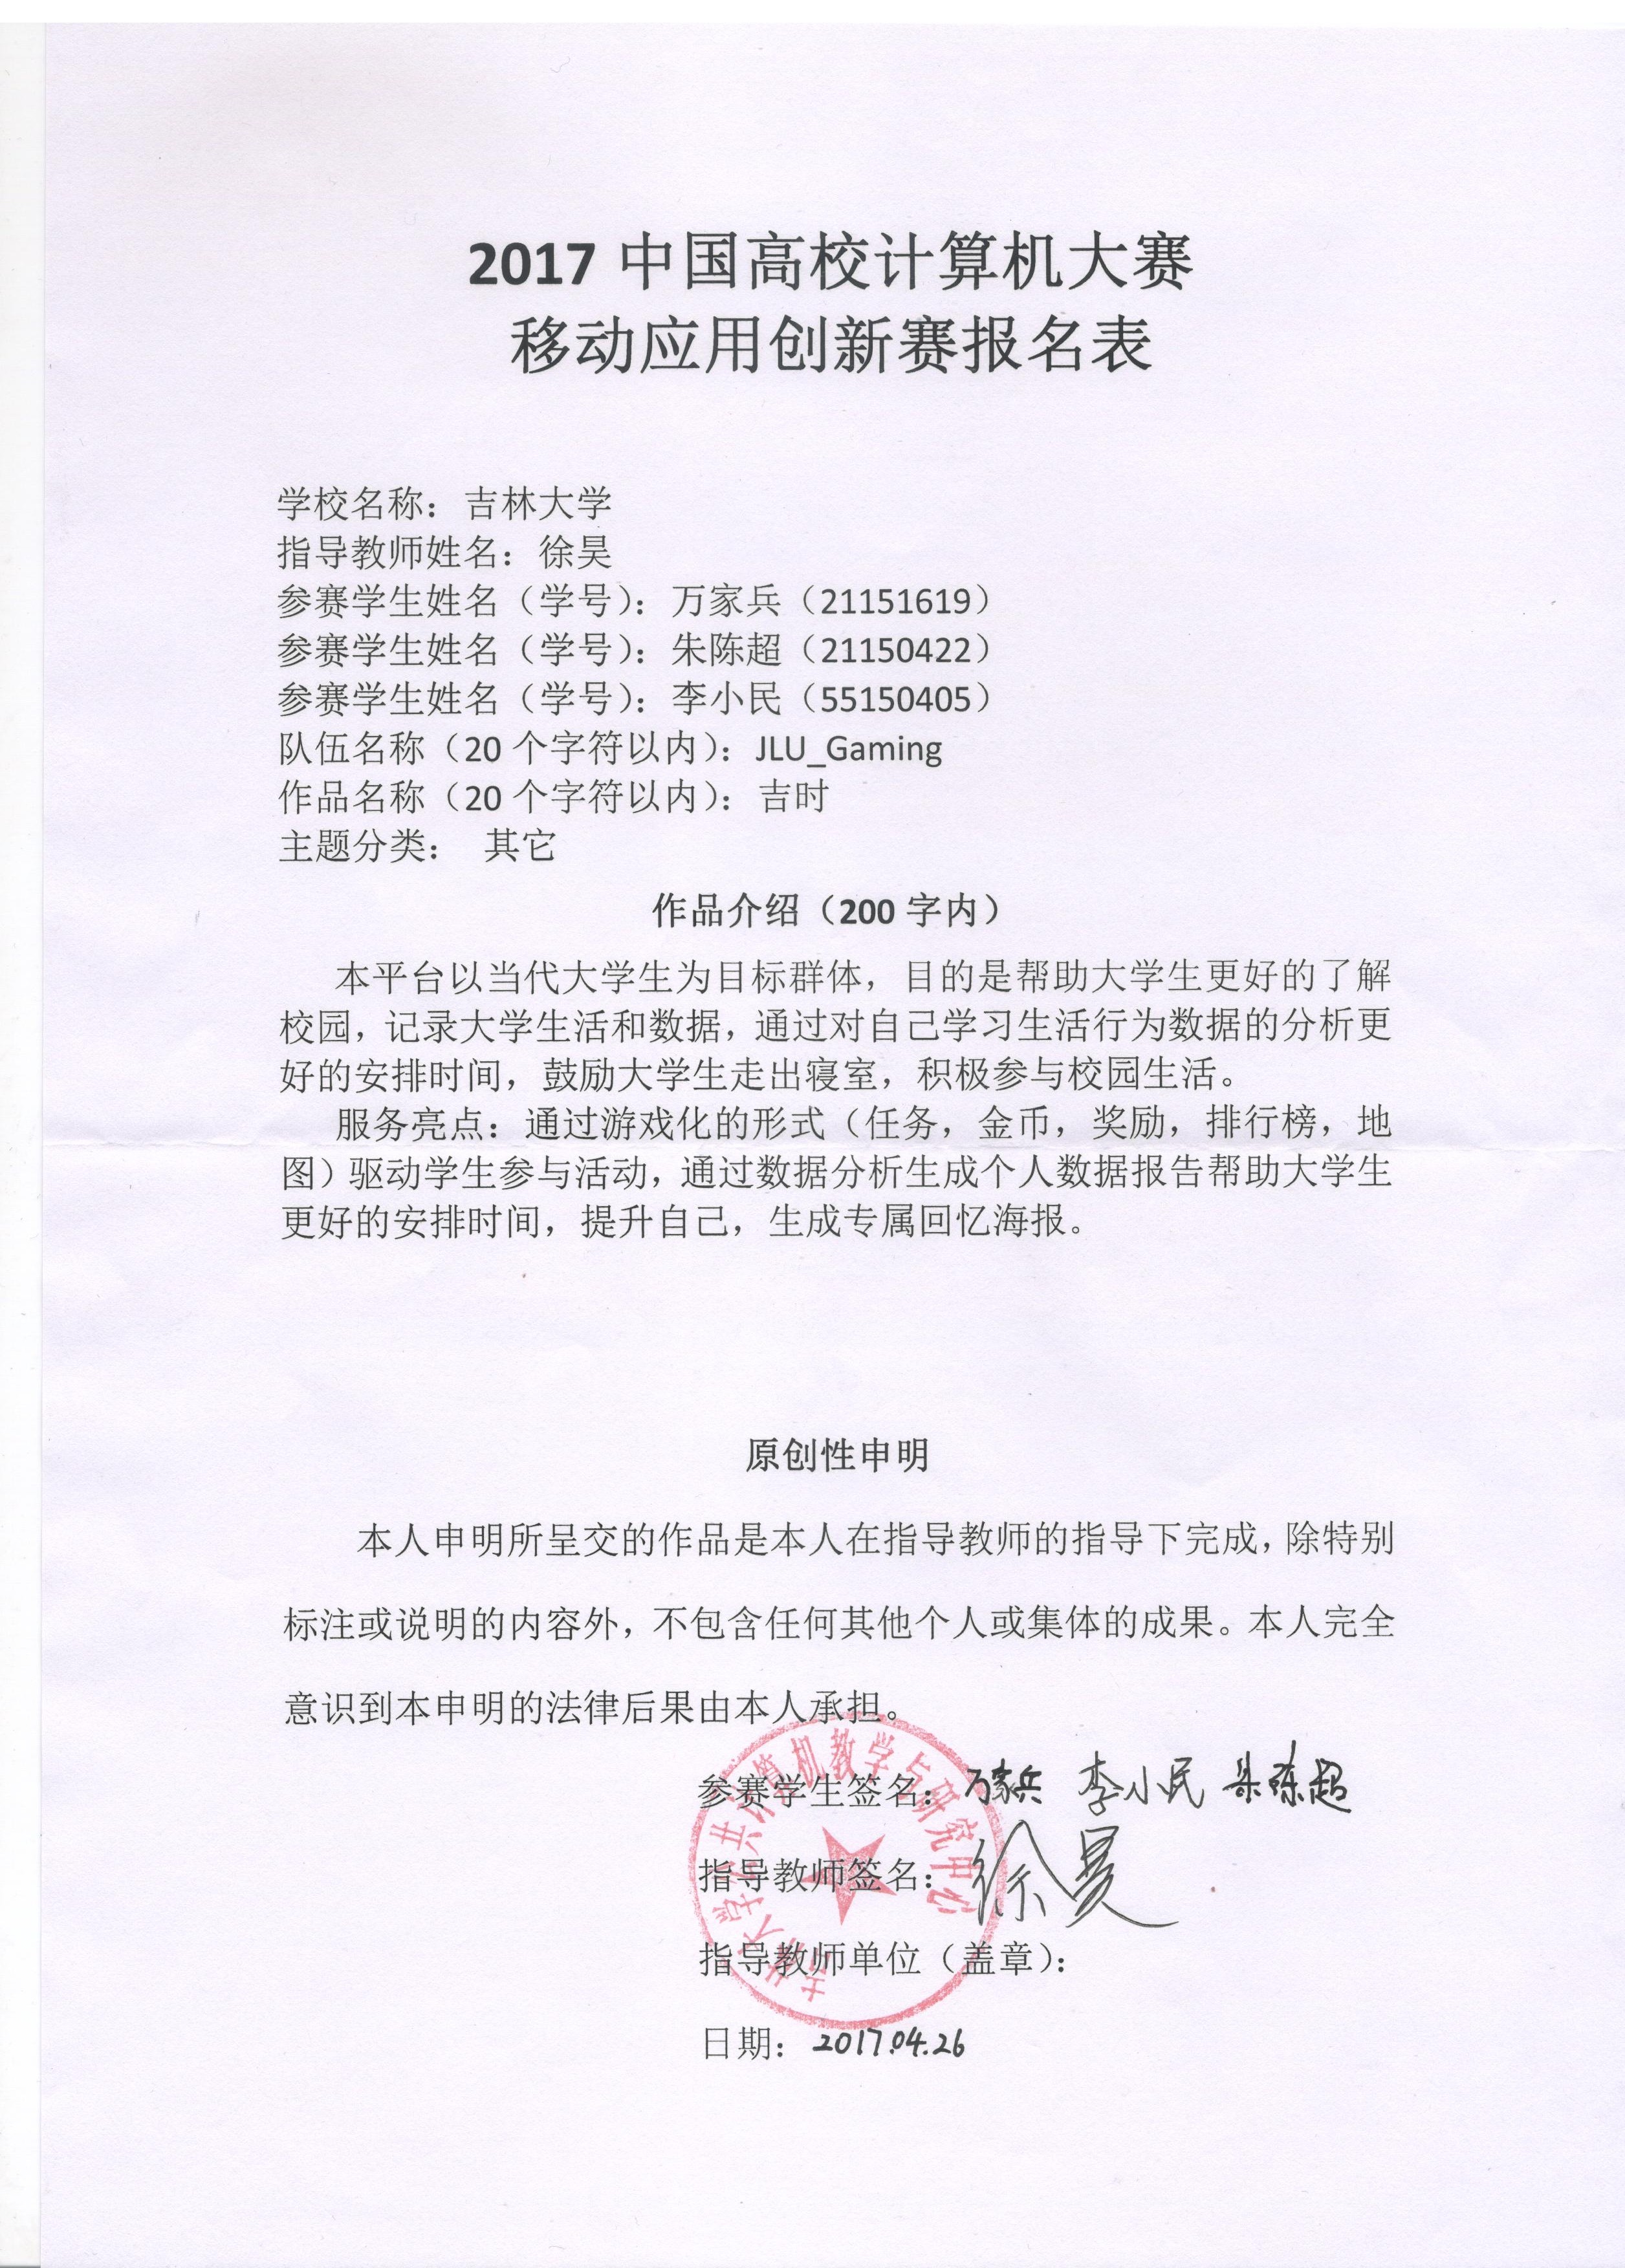 2017 中国高校计算机大赛
移动应用创新赛报名表
学校名称：吉林大学
指导教师姓名：徐昊
参赛学生姓名（学号）：万家兵（21151619）
参赛学生姓名（学号）：朱陈超（21150422）
参赛学生姓名（学号）：李小民（55150405）
队伍名称（20 个字符以内）：JLU_Gaming
作品名称（20 个字符以内）：吉时
主题分类： 其它
作品介绍（200 字内）
本平台以当代大学生为目标群体，目的是帮助大学生更好的了解
校园，记录大学生活和数据，通过对自己学习生活行为数据的分析更
好的安排时间，鼓励大学生走出寝室，积极参与校园生活。
服务亮点：通过游戏化的形式（任务，金币，奖励，排行榜，地
图）驱动学生参与活动，通过数据分析生成个人数据报告帮助大学生
更好的安排时间，提升自己，生成专属回忆海报。
原创性申明
本人申明所呈交的作品是本人在指导教师的指导下完成，除特别
标注或说明的内容外，不包含任何其他个人或集体的成果。本人完全
意识到本申明的法律后果由本人承担。
参赛学生签名：万家兵 李小民 朱陈超
指导教师签名：徐昊
指导教师单位（盖章）：
吉林大学公共计算机教学与研究中心
日期：2017.04.26